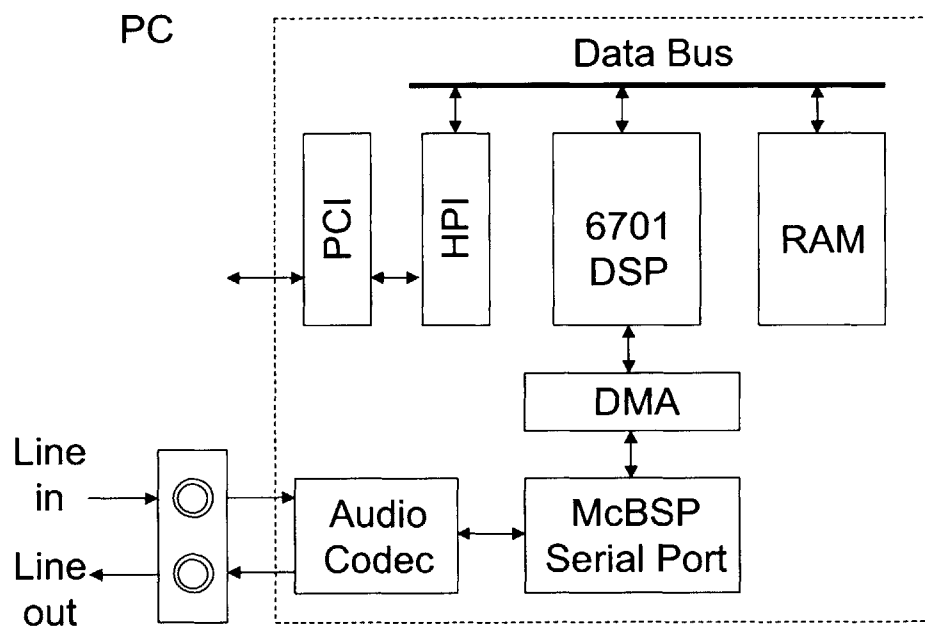 PC
Data Bus
PCI
HPI
6701
DSP
RAM
DMA
Line
in
Audio
Codec
McBSP
Serial Port
Line
out